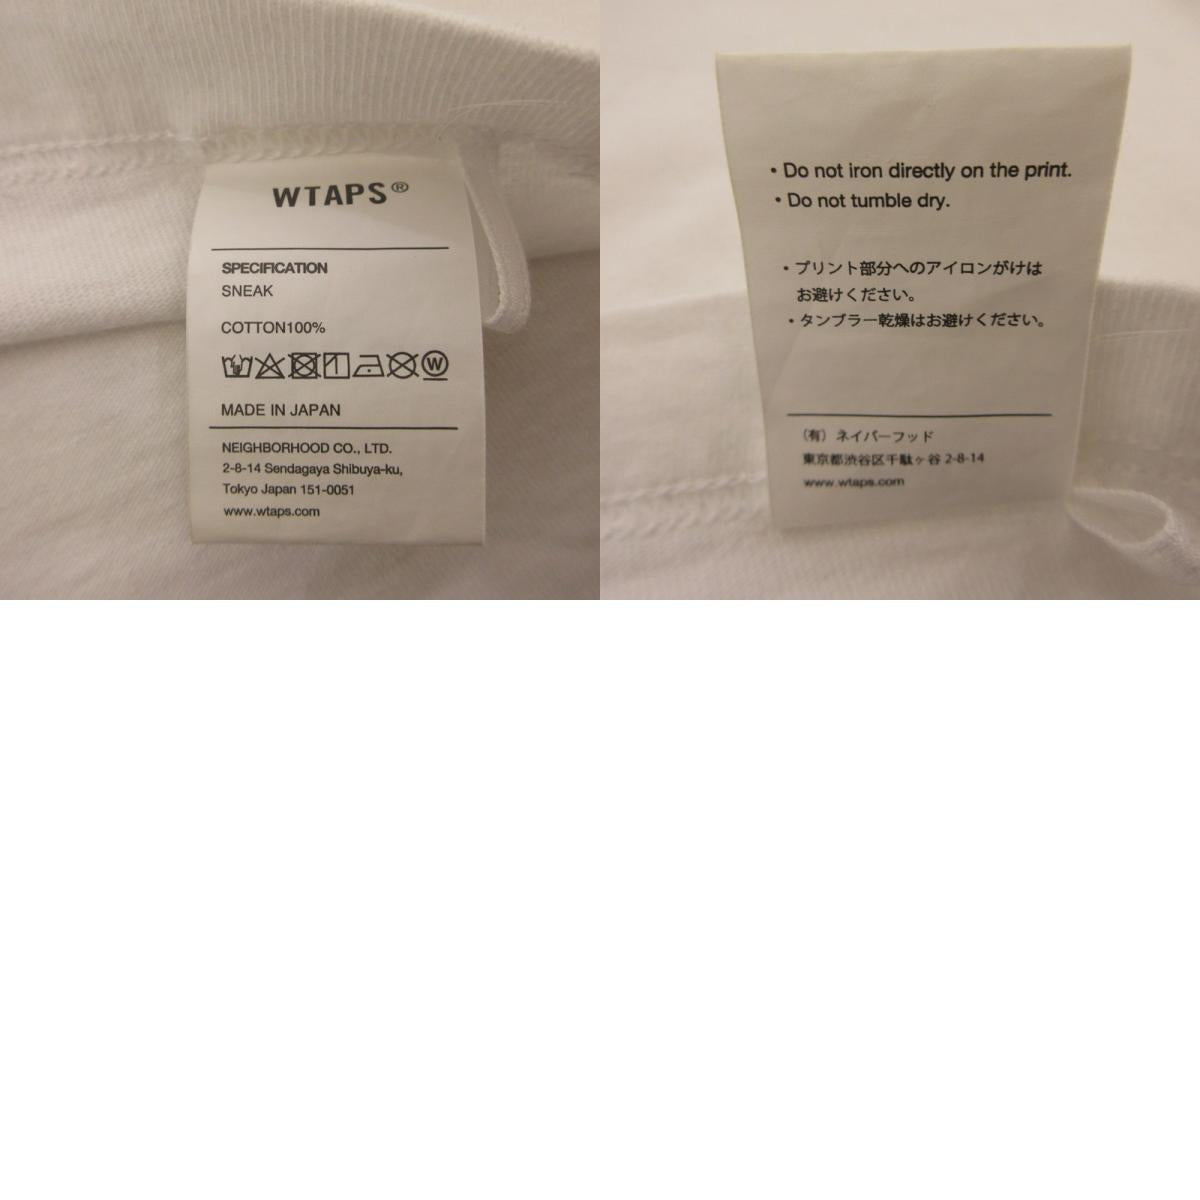 WTAPS®
SPECIFICATION
SNEAK
COTTON100%
W
MADE IN JAPAN
NEIGHBORHOOD CO., LTD.
2-8-14 Sendagaya Shibuya-ku,
Tokyo Japan 151-0051
www.wtaps.com
・Do not iron directly on the print.
・Do not tumble dry.
・プリント部分へのアイロンがけは
お避けください。
・タンブラー乾燥はお避けください。
(有) ネイバーフッド
東京都渋谷区千駄ヶ谷 2-8-14
www.wtaps.com